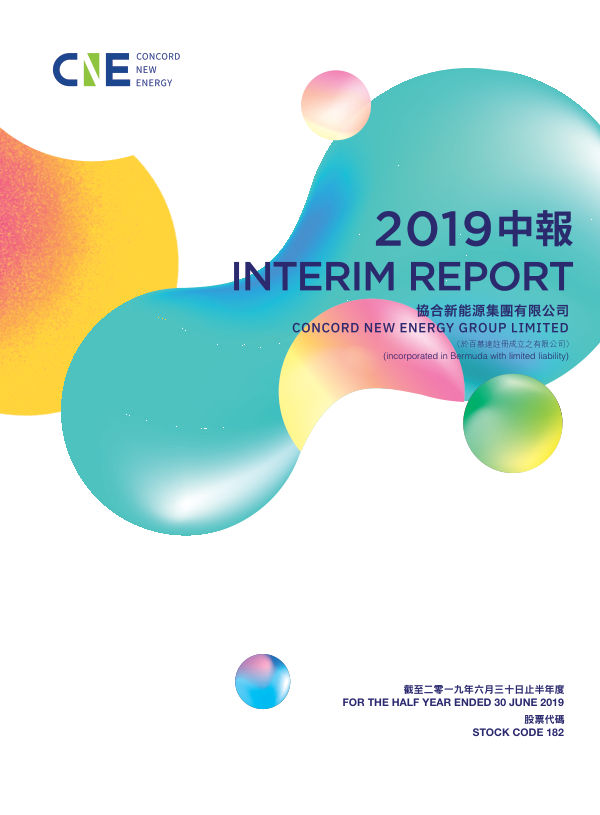 CNE
CONCORD
NEW
ENERGY
2019中報
INTERIM REPORT
協合新能源集團有限公司
CONCORD NEW ENERGY GROUP LIMITED
(於百慕達註冊成立之有限公司)
(incorporated in Bermuda with limited liability)
截至二零一九年六月三十日止半年度
FOR THE HALF YEAR ENDED 30 JUNE 2019
股票代碼
STOCK CODE 182